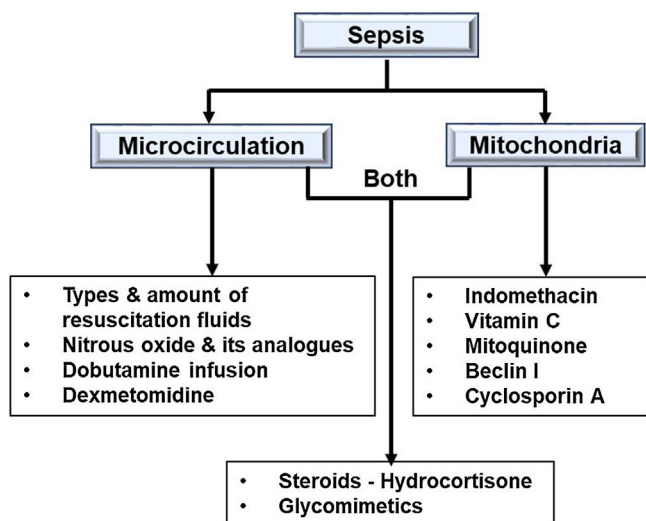 Sepsis
Microcirculation
Mitochondria
Both
• Types & amount of
resuscitation fluids
• Nitrous oxide & its analogues
• Dobutamine infusion
• Dexmetomidine
• Indomethacin
• Vitamin C
• Mitoquinone
• Beclin I
• Cyclosporin A
• Steroids - Hydrocortisone
• Glycomimetics